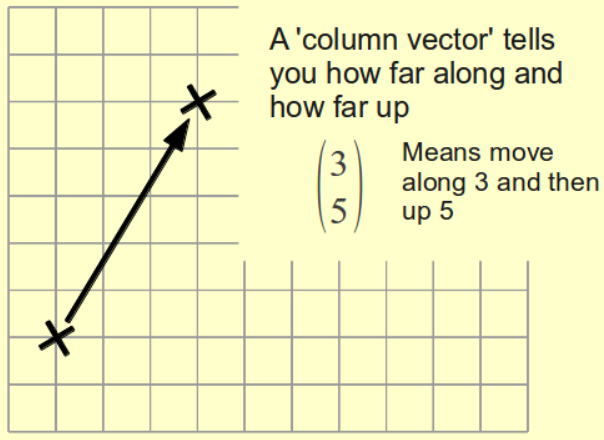 A 'column vector' tells
you how far along and
how far up
3
5
Means move
along 3 and then
up 5